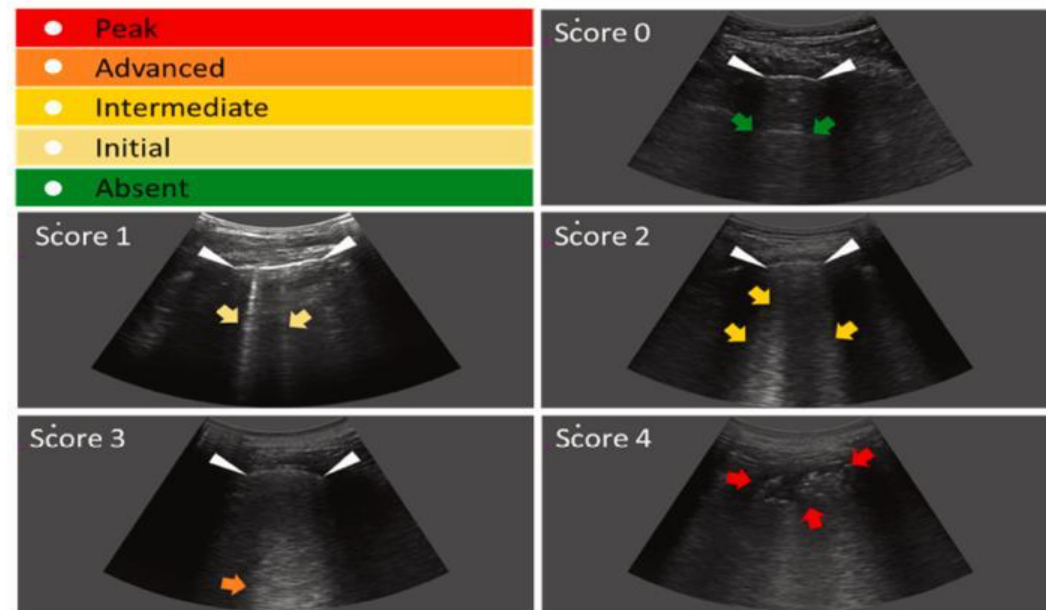 Peak
Advanced
Intermediate
Initial
Absent
Score 0
Score 1
Score 2
Score 3
Score 4